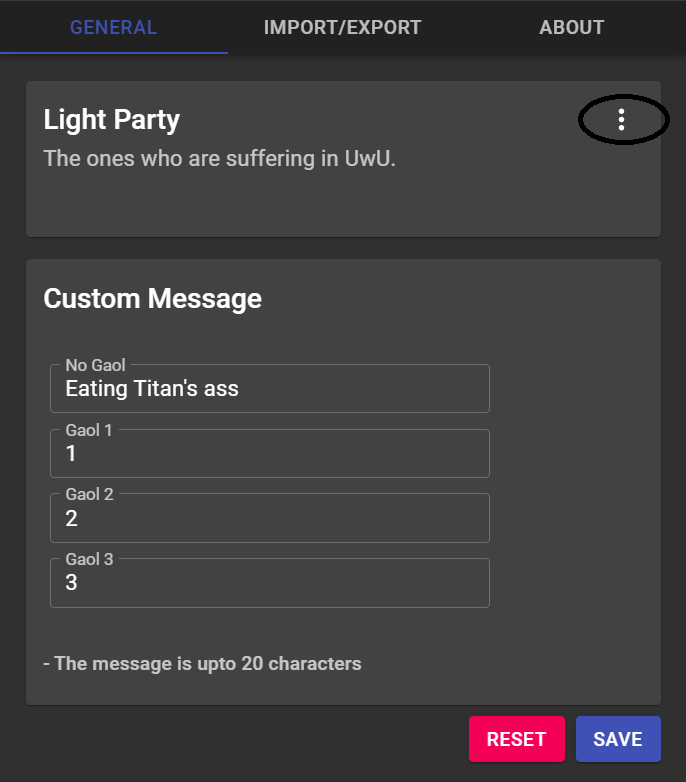 GENERAL IMPORT/EXPORT ABOUT
Light Party
The ones who are suffering in UwU.
Custom Message
No Gaol
Eating Titan's ass
Gaol 1
1
Gaol 2
2
Gaol 3
3
- The message is upto 20 characters
RESET SAVE